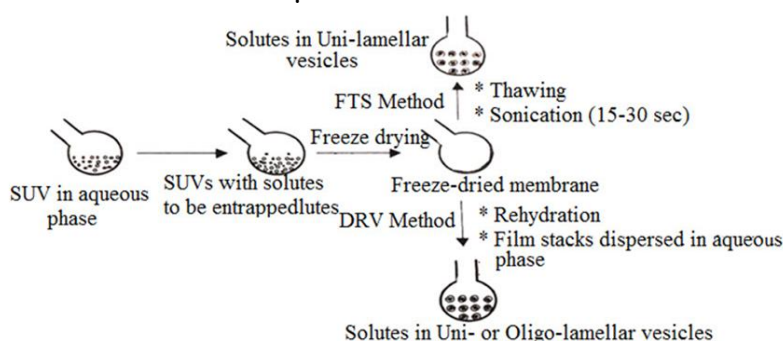 Solutes in Uni-lamellar
vesicles
* Thawing
FTS Method
* Sonication (15-30 sec)
Freeze drying
SUV in aqueous
phase
SUVs with solutes
to be entrappedlutes
Freeze-dried membrane
DRV Method
* Rehydration
* Film stacks dispersed in aqueous
phase
Solutes in Uni- or Oligo-lamellar vesicles